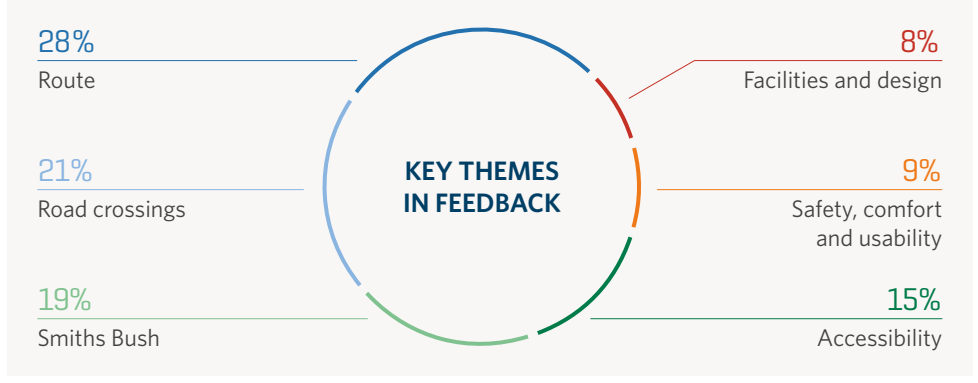 28%
Route
21%
Road crossings
19%
Smiths Bush
KEY THEMES
IN FEEDBACK
8%
Facilities and design
9%
Safety, comfort
and usability
15%
Accessibility